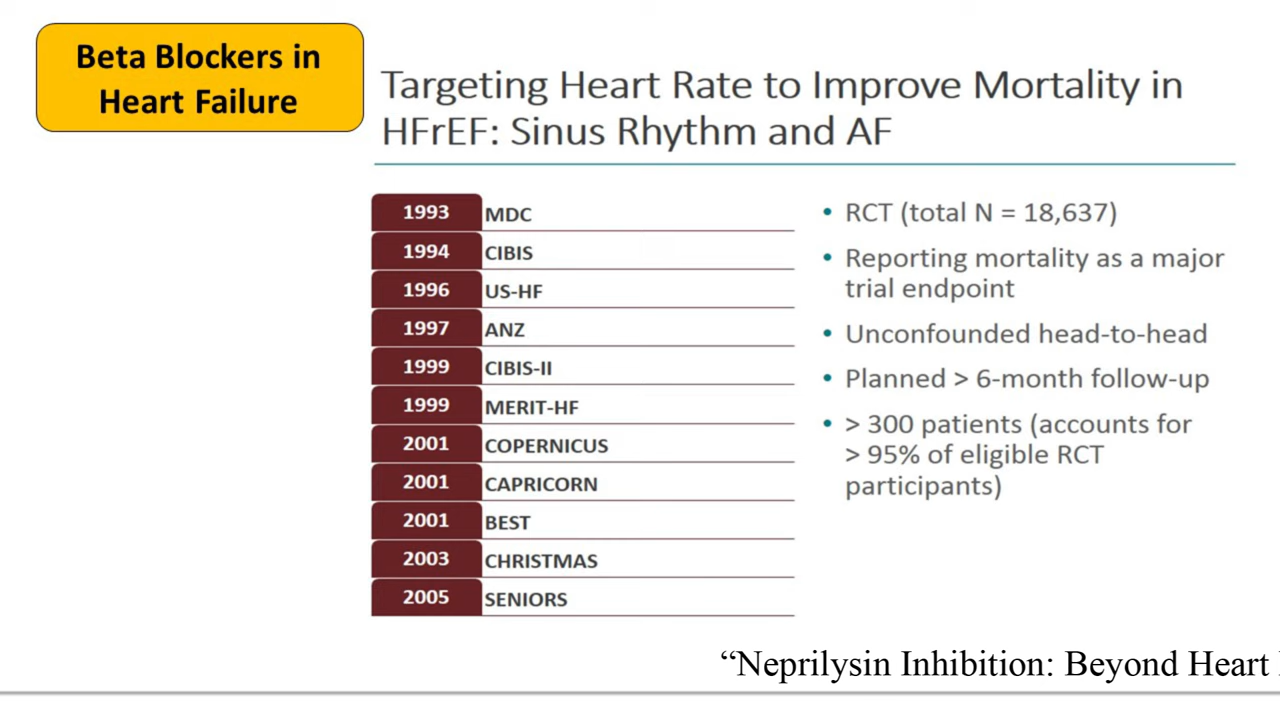 Beta Blockers in
Heart Failure
Targeting Heart Rate to Improve Mortality in
HFrEF: Sinus Rhythm and AF
1993 MDC
1994 CIBIS
1996 US-HF
1997 ANZ
1999 CIBIS-II
1999 MERIT-HF
2001 COPERNICUS
2001 CAPRICORN
2001 BEST
2003 CHRISTMAS
2005 SENIORS
• RCT (total N = 18,637)
• Reporting mortality as a major
trial endpoint
• Unconfounded head-to-head
• Planned > 6-month follow-up
• > 300 patients (accounts for
> 95% of eligible RCT
participants)
“Neprilysin Inhibition: Beyond Heart